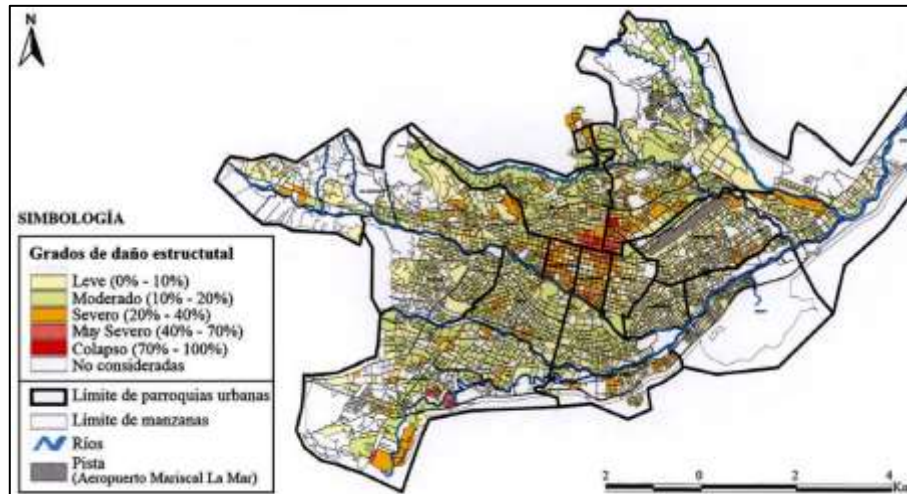 N
SIMBOLOGÍA
Grados de daño estructutal
Leve (0% - 10%)
Moderado (10% - 20%)
Severo (20% - 40%)
Muy Severo (40% - 70%)
Colapso (70% - 100%)
No consideradas
Límite de parroquias urbanas
Límite de manzanas
Ríos
Pista
(Aeropuerto Mariscal La Mar)
2 0 2 4